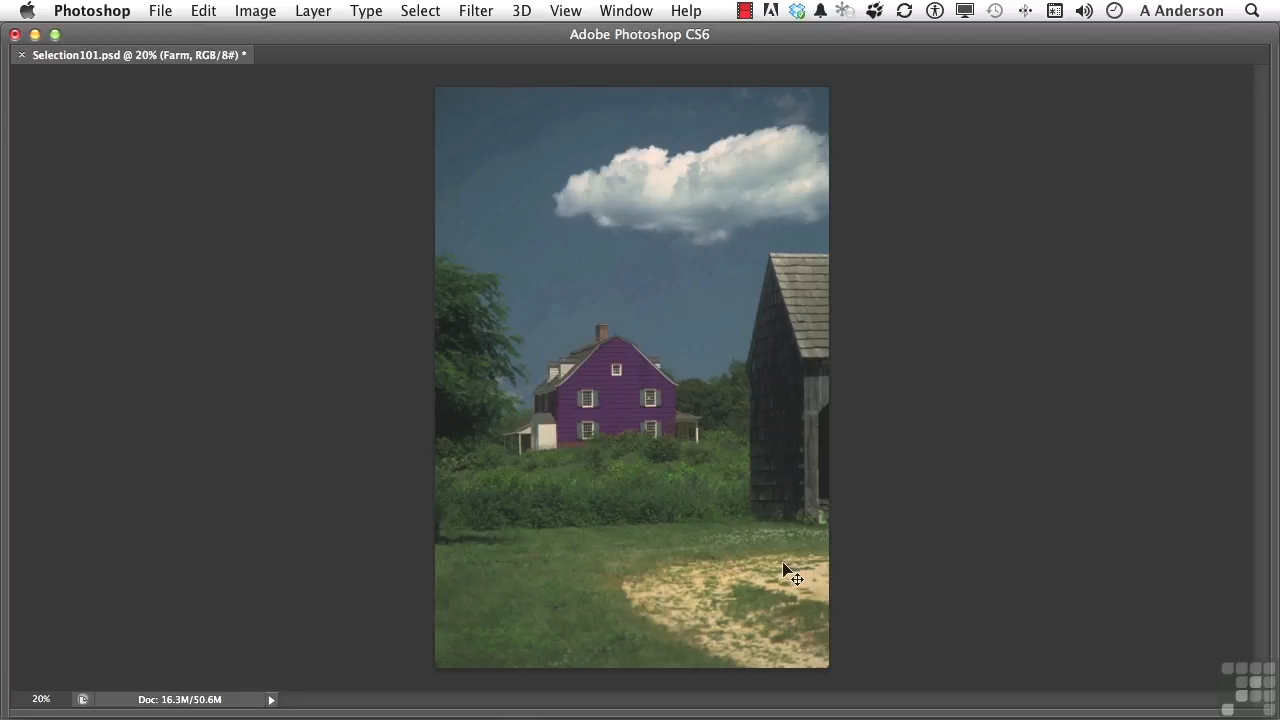 Photoshop File Edit Image Layer Type Select Filter 3D View Window Help A Anderson
Adobe Photoshop CS6
× Selection101.psd @ 20% (Farm, RGB/8#) *
20% Doc: 16.3M/50.6M